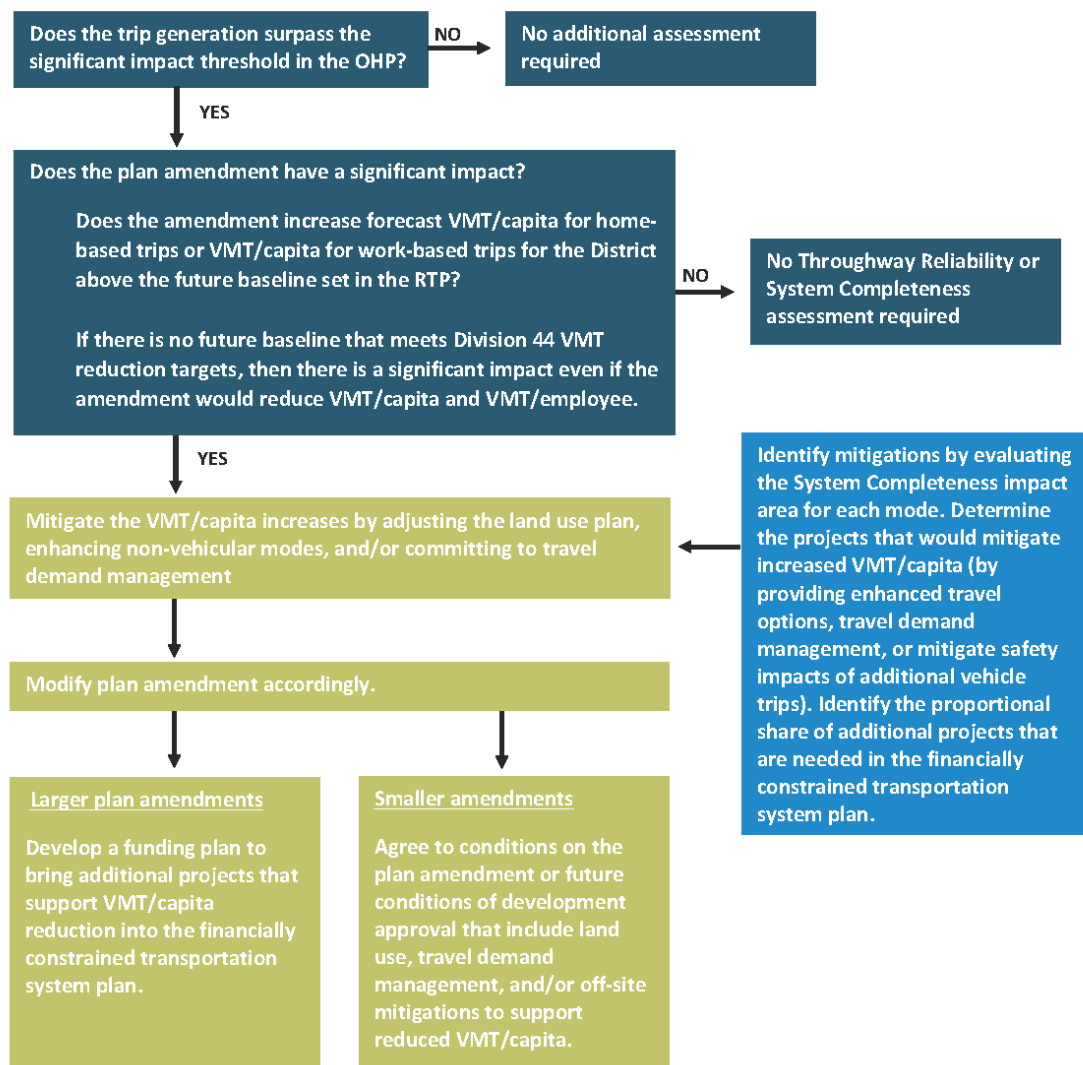 Does the trip generation surpass the
significant impact threshold in the OHP?
NO
No additional assessment
required
YES
Does the plan amendment have a significant impact?
Does the amendment increase forecast VMT/capita for home-
based trips or VMT/capita for work-based trips for the District
above the future baseline set in the RTP?
If there is no future baseline that meets Division 44 VMT
reduction targets, then there is a significant impact even if the
amendment would reduce VMT/capita and VMT/employee.
NO
No Throughway Reliability or
System Completeness
assessment required
YES
Mitigate the VMT/capita increases by adjusting the land use plan,
enhancing non-vehicular modes, and/or committing to travel
demand management
Identify mitigations by evaluating
the System Completeness impact
area for each mode. Determine
the projects that would mitigate
increased VMT/capita (by
providing enhanced travel
options, travel demand
management, or mitigate safety
impacts of additional vehicle
trips). Identify the proportional
share of additional projects that
are needed in the financially
constrained transportation
system plan.
Modify plan amendment accordingly.
Larger plan amendments
Develop a funding plan to
bring additional projects that
support VMT/capita
reduction into the financially
constrained transportation
system plan.
Smaller amendments
Agree to conditions on the
plan amendment or future
conditions of development
approval that include land
use, travel demand
management, and/or off-site
mitigations to support
reduced VMT/capita.